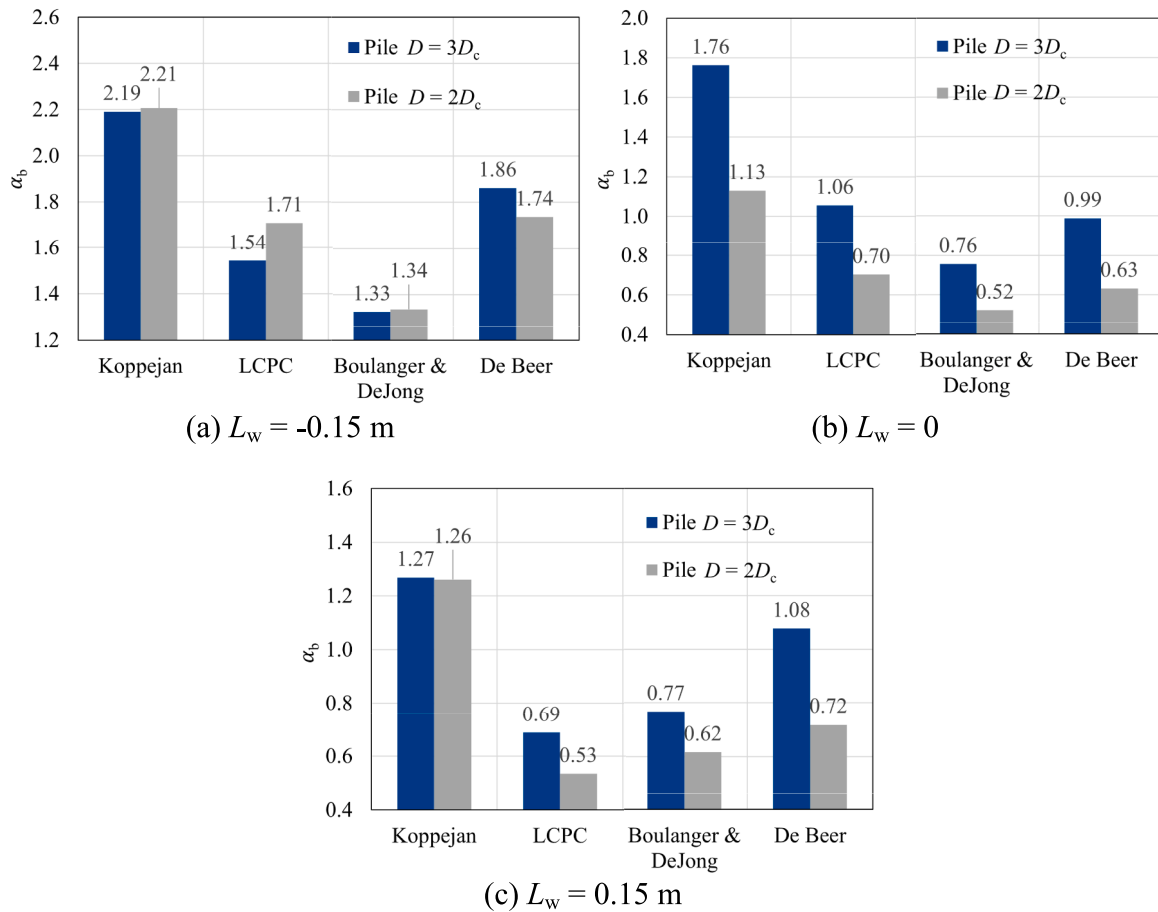 2.6
2.4
2.2
2.0
1.8
1.6
1.4
1.2
αb
Pile D = 3Dc
Pile D = 2Dc
2.19
2.21
1.54
1.71
1.33
1.34
1.86
1.74
Koppejan
LCPC
Boulanger &
DeJong
De Beer
(a) Lw = -0.15 m
2.0
1.8
1.6
1.4
1.2
1.0
0.8
0.6
0.4
αb
Pile D = 3Dc
Pile D = 2Dc
1.76
1.13
1.06
0.70
0.76
0.52
0.99
0.63
Koppejan
LCPC
Boulanger &
DeJong
De Beer
(b) Lw = 0
1.6
1.4
1.2
1.0
0.8
0.6
0.4
αb
Pile D = 3Dc
Pile D = 2Dc
1.27
1.26
0.69
0.53
0.77
0.62
1.08
0.72
Koppejan
LCPC
Boulanger &
DeJong
De Beer
(c) Lw = 0.15 m